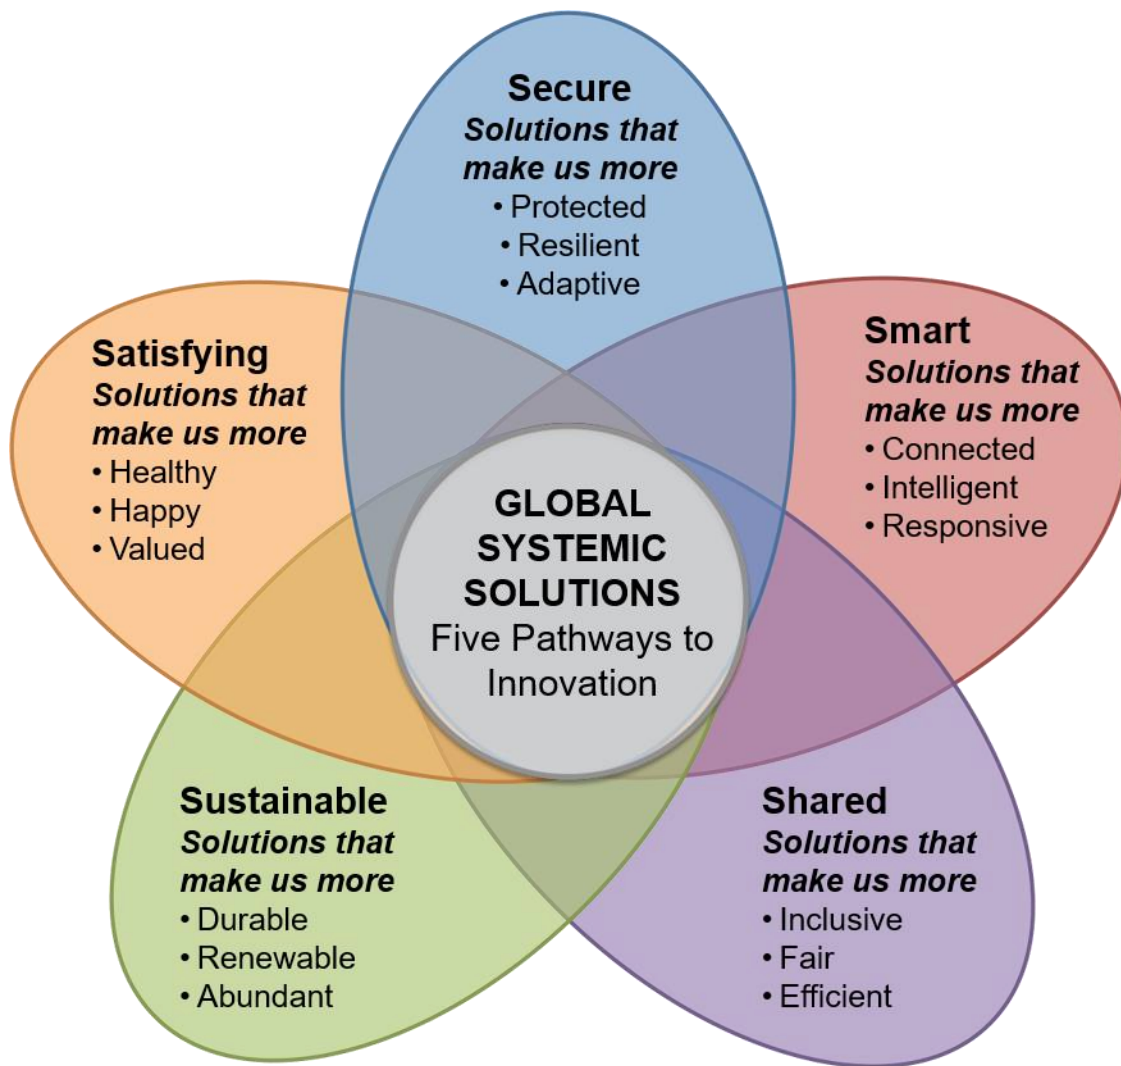 Secure
Solutions that
make us more
• Protected
• Resilient
• Adaptive
Satisfying
Solutions that
make us more
• Healthy
• Happy
• Valued
Smart
Solutions that
make us more
• Connected
• Intelligent
• Responsive
GLOBAL
SYSTEMIC
SOLUTIONS
Five Pathways to
Innovation
Sustainable
Solutions that
make us more
• Durable
• Renewable
• Abundant
Shared
Solutions that
make us more
• Inclusive
• Fair
• Efficient